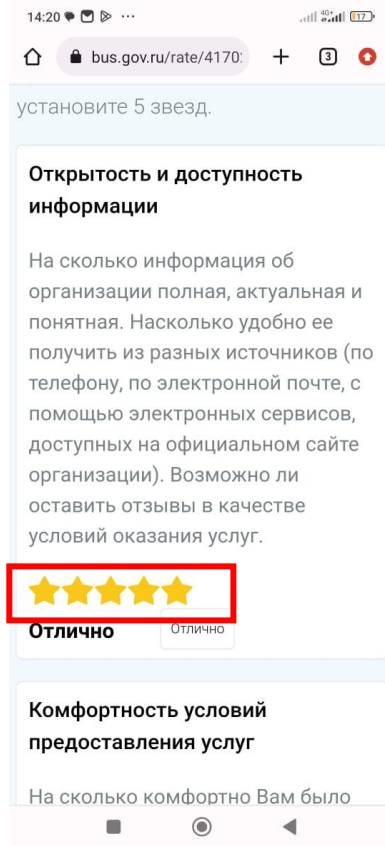 14:20
4G+
17
bus.gov.ru/rate/4170
3
установите 5 звезд.
Открытость и доступность
информации
На сколько информация об
организации полная, актуальная и
понятная. Насколько удобно ее
получить из разных источников (по
телефону, по электронной почте, с
помощью электронных сервисов,
доступных на официальном сайте
организации). Возможно ли
оставить отзывы в качестве
условий оказания услуг.
Отлично
Отлично
Комфортность условий
предоставления услуг
На сколько комфортно Вам было